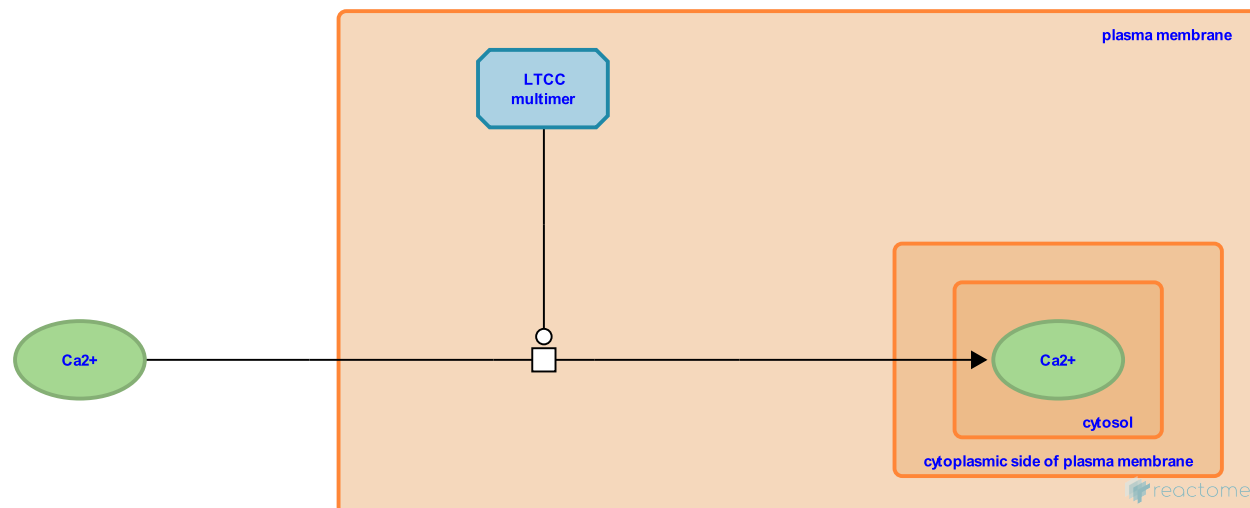 plasma membrane
LTCC
multimer
Ca2+
Ca2+
cytosol
cytoplasmic side of plasma membrane
reactome